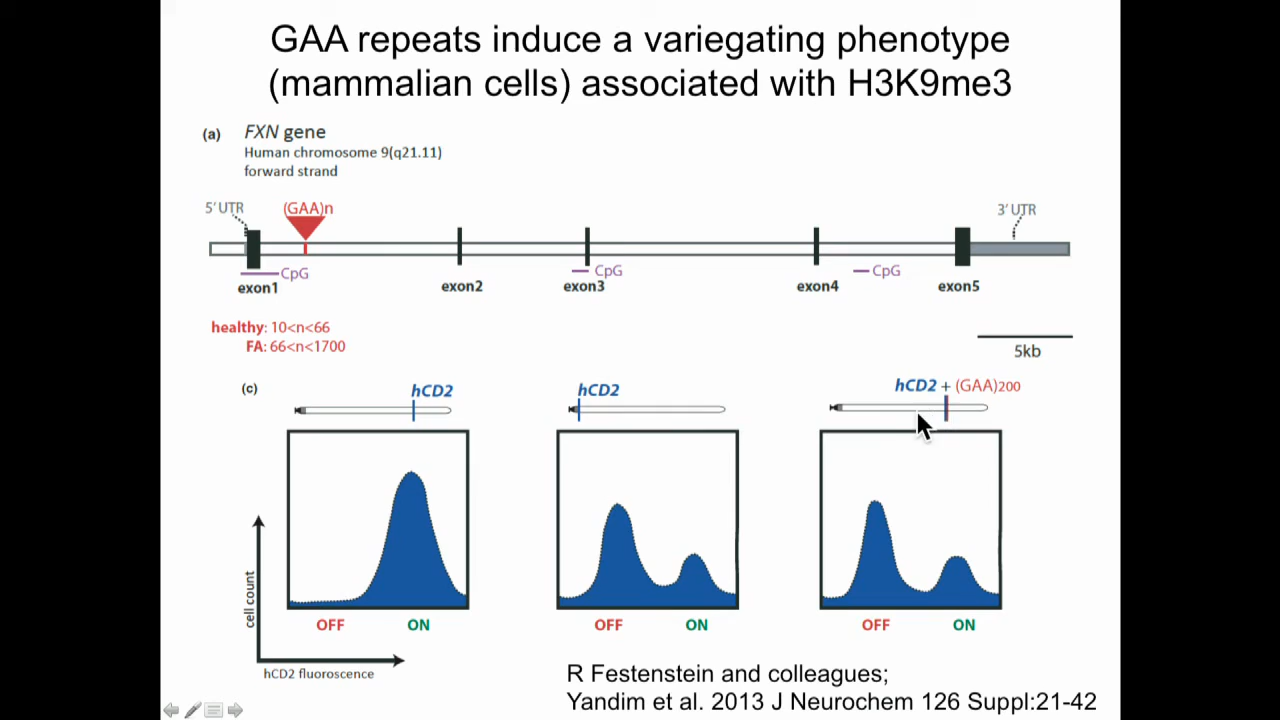 GAA repeats induce a variegating phenotype
(mammalian cells) associated with H3K9me3
(a) FXN gene
Human chromosome 9(q21.11)
forward strand
5' UTR (GAA)n 3' UTR
CpG CpG CpG
exon1 exon2 exon3 exon4 exon5
healthy: 10<n<66
FA: 66<n<1700
5kb
(c) hCD2 hCD2 hCD2 + (GAA)200
cell count
OFF ON OFF ON OFF ON
hCD2 fluoroscence
R Festenstein and colleagues;
Yandim et al. 2013 J Neurochem 126 Suppl:21-42